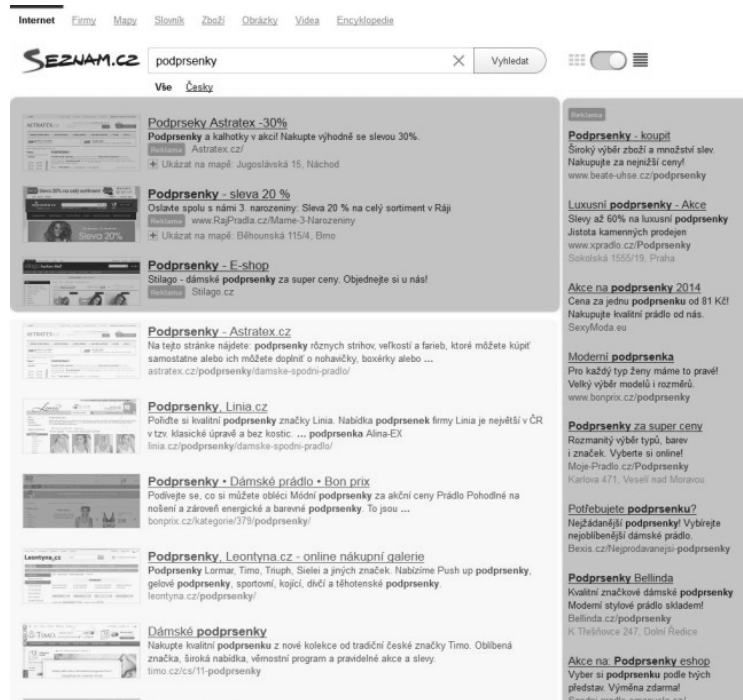 Internet Firmy Mapy Slovník Zboží Obrázky Videa Encyklopedie
SEZNAM.CZ podprsenky Vyhledat
Vše Česky
Podprseky Astratex -30%
Podprsenky a kalhotky v akci! Nakupte výhodně se slevou 30%.
Reklama Astratex.cz/
Ukázat na mapě: Jugoslávská 15, Náchod
Podprsenky - sleva 20 %
Oslavte spolu s námi 3. narozeniny: Sleva 20 % na celý sortiment v Ráji
Reklama www.RajPradla.cz/Mame-3-Narozeniny
Ukázat na mapě: Běhounská 115/4, Brno
Sleva 20%
Podprsenky - E-shop
Stilago - dámské podprsenky za super ceny. Objednejte si u nás!
Reklama Stilago.cz
Podprsenky - Astratex.cz
Na tejto stránke nájdete: podprsenky rôznych strihov, veľkostí a farieb, ktoré môžete kúpiť
samostatne alebo ich môžete doplniť o nohavičky, boxérky alebo ...
astratex.cz/podprsenky/damske-spodni-pradlo/
Podprsenky, Linia.cz
Pořiďte si kvalitní podprsenky značky Linia. Nabídka podprsenek firmy Linia je největší v ČR
v tzv. klasické úpravě a bez kostic. ... podprsenka Alina-EX
linia.cz/podprsenky/damske-spodni-pradlo/
Podprsenky • Dámské prádlo • Bon prix
Podívejte se, co si můžete obléci Módní podprsenky za akční ceny Prádlo Pohodlné na
nošení a zároveň energické a barevné podprsenky. To jsou ...
bonprix.cz/kategorie/379/podprsenky/
Leontyna.cz
Podprsenky, Leontyna.cz - online nákupní galerie
Podprsenky Lormar, Timo, Triuph, Sielei a jiných značek. Nabízíme Push up podprsenky,
gelové podprsenky, sportovní, kojící, dívčí a těhotenské podprsenky.
leontyna.cz/podprsenky/
TIMO
Dámské podprsenky
Nakupte kvalitní podprsenku z nové kolekce od tradiční české značky Timo. Oblíbená
značka, široká nabídka, věrnostní program a pravidelné akce a slevy.
timo.cz/cs/11-podprsenky
Reklama
Podprsenky - koupit
Široký výběr zboží a množství slev.
Nakupujte za nejnižší ceny!
www.beate-uhse.cz/podprsenky
Luxusní podprsenky - Akce
Slevy až 60% na luxusní podprsenky
Jistota kamenných prodejen
www.xpradlo.cz/Podprsenky
Sokolská 1555/19, Praha
Akce na podprsenky 2014
Cena za jednu podprsenku od 81 Kč!
Nakupujte kvalitní prádlo od nás.
SexyModa.eu
Moderní podprsenka
Pro každý typ ženy máme to pravé!
Velký výběr modelů i rozměrů.
www.bonprix.cz/podprsenky
Podprsenky za super ceny
Rozmanitý výběr typů, barev
i značek. Vyberte si online!
Moje-Pradlo.cz/Podprsenky
Karlova 471, Veselí nad Moravou
Potřebujete podprsenku?
Nejžádanější podprsenky! Vybírejte
nejoblíbenější dámské prádlo.
Bexis.cz/Nejprodavanejsi-podprsenky
Podprsenky Bellinda
Kvalitní značkové dámské podprsenky
Moderní stylové prádlo skladem!
Bellinda.cz/podprsenky
K Třešňovce 247, Dolní Ředice
Akce na: Podprsenky eshop
Vyber si podprsenku podle tvých
představ. Výměna zdarma!